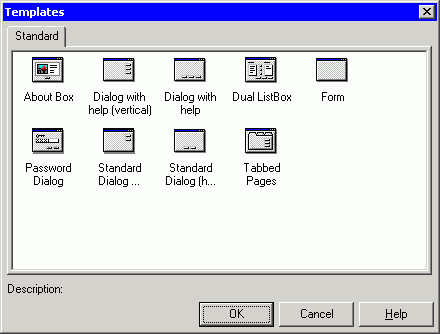 Templates
Standard
About Box
Dialog with
help (vertical)
Dialog with
help
Dual ListBox
Form
Password
Dialog
Standard
Dialog ...
Standard
Dialog (h...
Tabbed
Pages
Description:
OK
Cancel
Help